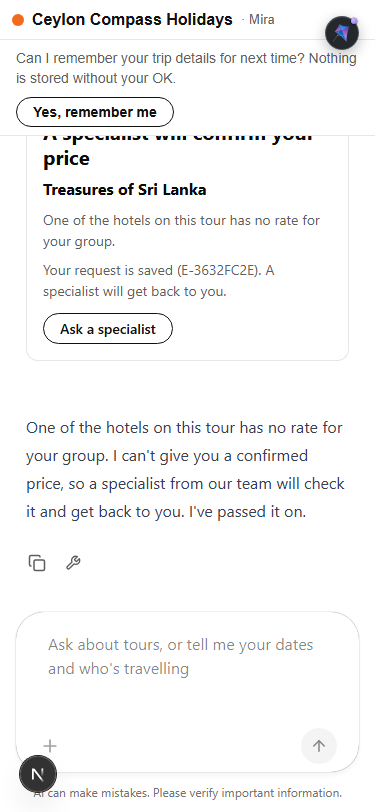 Ceylon Compass Holidays · Mira
Can I remember your trip details for next time? Nothing
is stored without your OK.
Yes, remember me
A specialist will confirm your
price
Treasures of Sri Lanka
One of the hotels on this tour has no rate for
your group.
Your request is saved (E-3632FC2E). A
specialist will get back to you.
Ask a specialist
One of the hotels on this tour has no rate for
your group. I can't give you a confirmed
price, so a specialist from our team will check
it and get back to you. I've passed it on.
Ask about tours, or tell me your dates
and who's travelling
N
AI can make mistakes. Please verify important information.